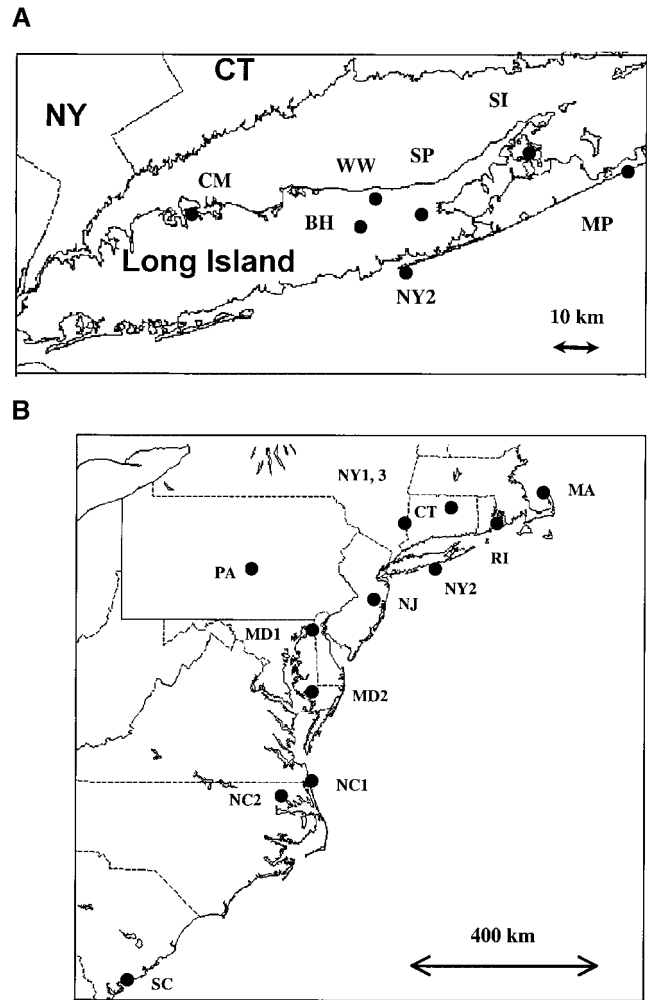 A
CT
NY
SI
SP
WW
CM
BH
MP
Long Island
NY2
10 km
B
NY1, 3
MA
CT
RI
PA
NY2
NJ
MD1
MD2
NC1
NC2
400 km
SC